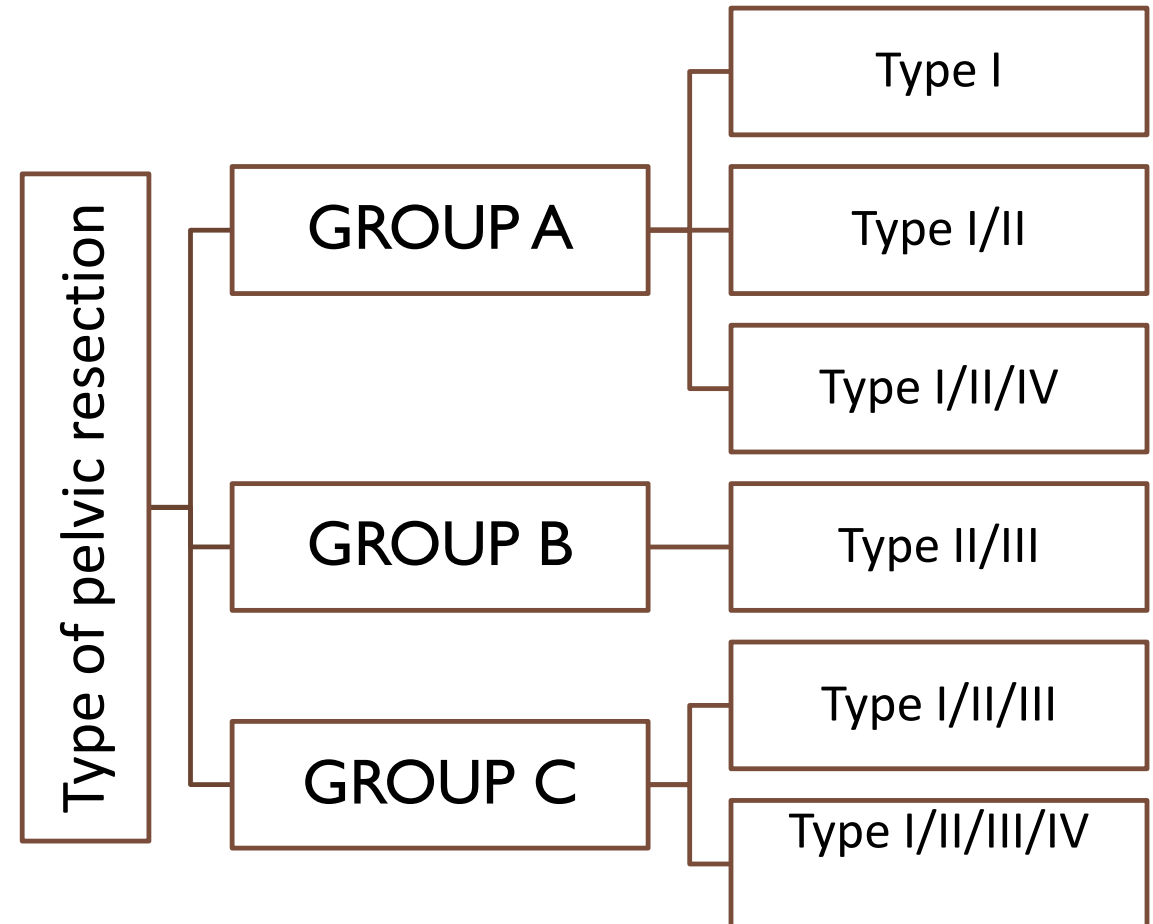 Type of pelvic resection
GROUP A
Type I
Type I/II
Type I/II/IV
GROUP B
Type II/III
GROUP C
Type I/II/III
Type I/II/III/IV